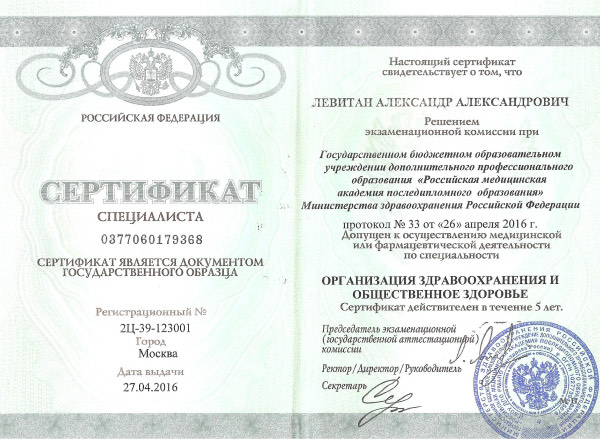 РОССИЙСКАЯ ФЕДЕРАЦИЯ
СЕРТИФИКАТ
СПЕЦИАЛИСТА
0377060179368
СЕРТИФИКАТ ЯВЛЯЕТСЯ ДОКУМЕНТОМ
ГОСУДАРСТВЕННОГО ОБРАЗЦА
Регистрационный №
2Ц-39-123001
Город
Москва
Дата выдачи
27.04.2016
Настоящий сертификат
свидетельствует о том, что
ЛЕВИТАН АЛЕКСАНДР АЛЕКСАНДРОВИЧ
Решением
экзаменационной комиссии при
Государственном бюджетном образовательном
учреждении дополнительного профессионального
образования «Российская медицинская
академия последипломного образования»
Министерства здравоохранения Российской Федерации
протокол № 33 от «26» апреля 2016 г.
Допущен к осуществлению медицинской
или фармацевтической деятельности
по специальности
ОРГАНИЗАЦИЯ ЗДРАВООХРАНЕНИЯ И
ОБЩЕСТВЕННОЕ ЗДОРОВЬЕ
Сертификат действителен в течение 5 лет.
Председатель экзаменационной
(государственной аттестационной)
комиссии
Ректор / Директор / Руководитель
Секретарь
М.П.